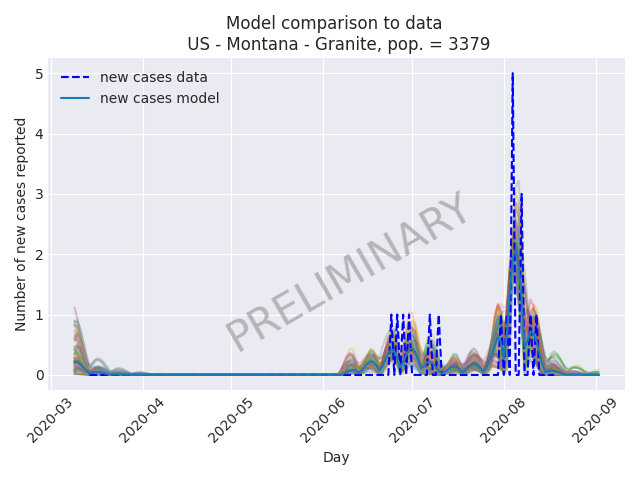 Model comparison to data
US - Montana - Granite, pop. = 3379
new cases data
new cases model
Number of new cases reported
5
4
3
2
1
0
PRELIMINARY
2020-03
2020-04
2020-05
2020-06
2020-07
2020-08
2020-09
Day